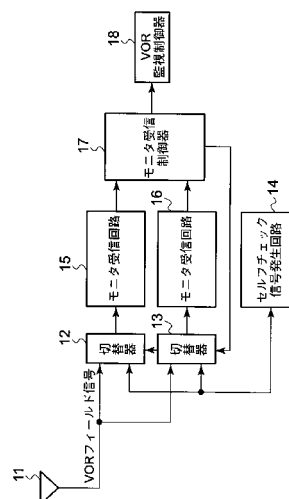 11
VORフィールド信号
12
切替器
13
切替器
14
セルフチェック
信号発生回路
15
モニタ受信回路
16
モニタ受信回路
17
モニタ受信
制御器
18
VOR
監視制御器